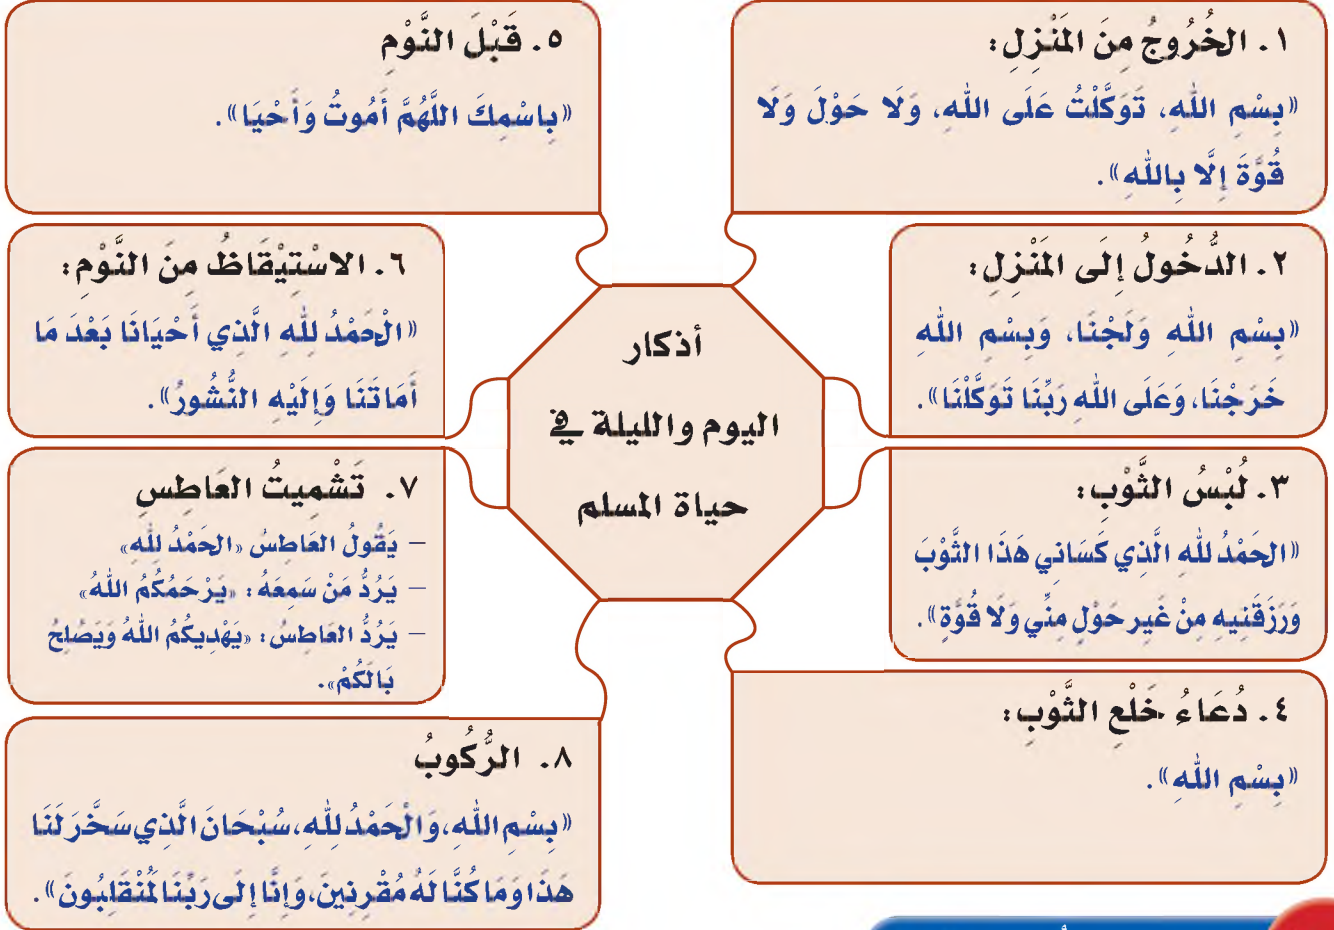 ١. الخُرُوجُ مِنَ المَنْزِلِ:
«بِسْمِ اللهِ، تَوَكَّلْتُ عَلَى اللهِ، وَلَا حَوْلَ وَلَا
قُوَّةَ إِلَّا بِاللهِ».
٢. الدُّخُولُ إِلَى المَنْزِلِ:
«بِسْمِ اللهِ وَلَجْنَا، وَبِسْمِ اللهِ
خَرَجْنَا، وَعَلَى اللهِ رَبِّنَا تَوَكَّلْنَا».
٣. لُبْسُ الثَّوْبِ:
«الحَمْدُ للهِ الَّذِي كَسَانِي هَذَا الثَّوْبَ
وَرَزَقَنِيهِ مِنْ غَيرِ حَوْلٍ مِنِّي وَلَا قُوَّةٍ».
٤. دُعَاءُ خَلْعِ الثَّوْبِ:
«بِسْمِ اللهِ».
أذكار
اليوم والليلة في
حياة المسلم
٥. قَبْلَ النَّوْمِ
«بِاسْمِكَ اللَّهُمَّ أَمُوتُ وَأَحْيَا».
٦. الاسْتِيْقَاظُ مِنَ النَّوْمِ:
«الْحَمْدُ للهِ الَّذِي أَحْيَانَا بَعْدَ مَا
أَمَاتَنَا وَإِلَيْهِ النُّشُورُ».
٧. تَشْمِيتُ العَاطِسِ
– يَقُولُ العَاطِسُ «الحَمْدُ للهِ»
– يَرُدُّ مَنْ سَمِعَهُ: «يَرْحَمُكُمُ اللهُ»
– يَرُدُّ العَاطِسُ: «يَهْدِيكُمُ اللهُ وَيَصْلِحُ
بَالَكُمْ».
٨. الرُّكُوبُ
«بِسْمِ اللهِ، وَالْحَمْدُ لِلهِ، سُبْحَانَ الَّذِي سَخَّرَ لَنَا
هَذَا وَمَا كُنَّا لَهُ مُقْرِنِينَ، وَإِنَّا إِلَى رَبِّنَا لَمُنْقَلِبُونَ».